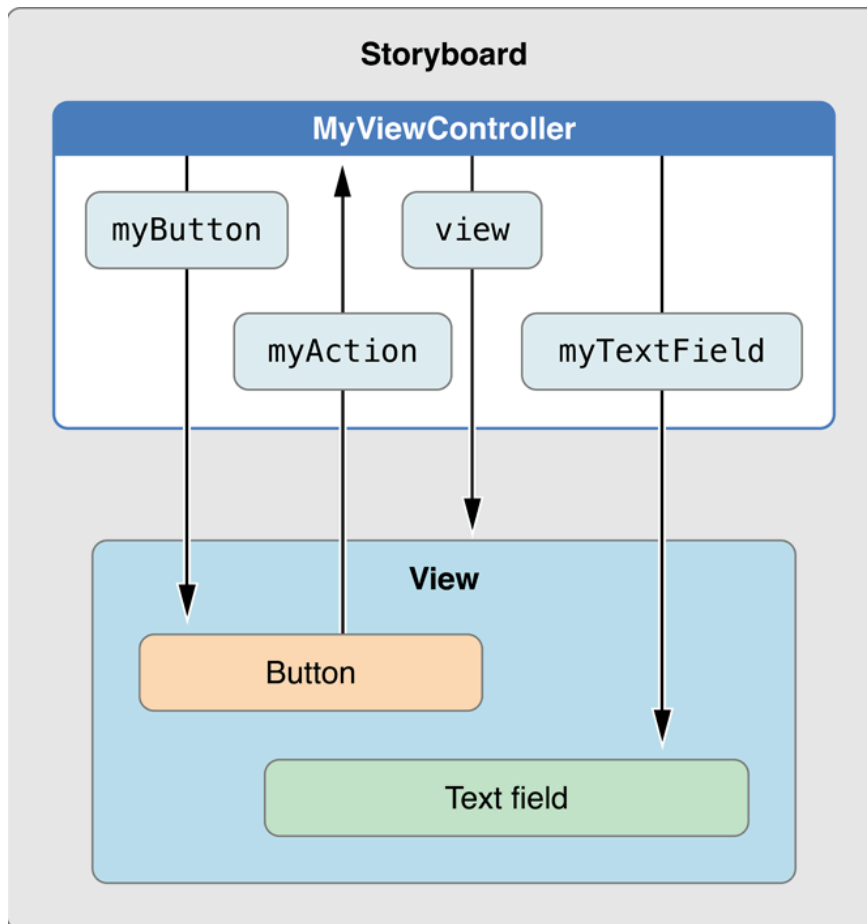 Storyboard
MyViewController
myButton
view
myAction
myTextField
View
Button
Text field